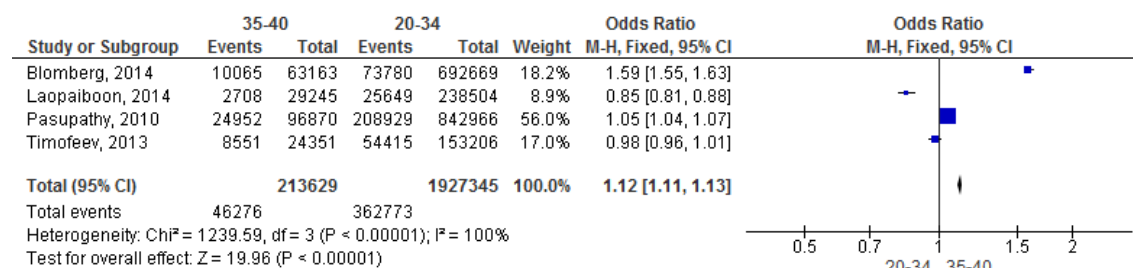 35-40 20-34 Odds Ratio Odds Ratio
Study or Subgroup Events Total Events Total Weight M-H, Fixed, 95% CI M-H, Fixed, 95% CI
Blomberg, 2014 10065 63163 73780 692669 18.2% 1.59 [1.55, 1.63]
Laopaiboon, 2014 2708 29245 25649 238504 8.9% 0.85 [0.81, 0.88]
Pasupathy, 2010 24952 96870 208929 842966 56.0% 1.05 [1.04, 1.07]
Timofeev, 2013 8551 24351 54415 153206 17.0% 0.98 [0.96, 1.01]
Total (95% CI) 213629 1927345 100.0% 1.12 [1.11, 1.13]
Total events 46276 362773
Heterogeneity: Chi² = 1239.59, df = 3 (P < 0.00001); I² = 100%
Test for overall effect: Z = 19.96 (P < 0.00001)
0.5 0.7 1 1.5 2
20-34 35-40